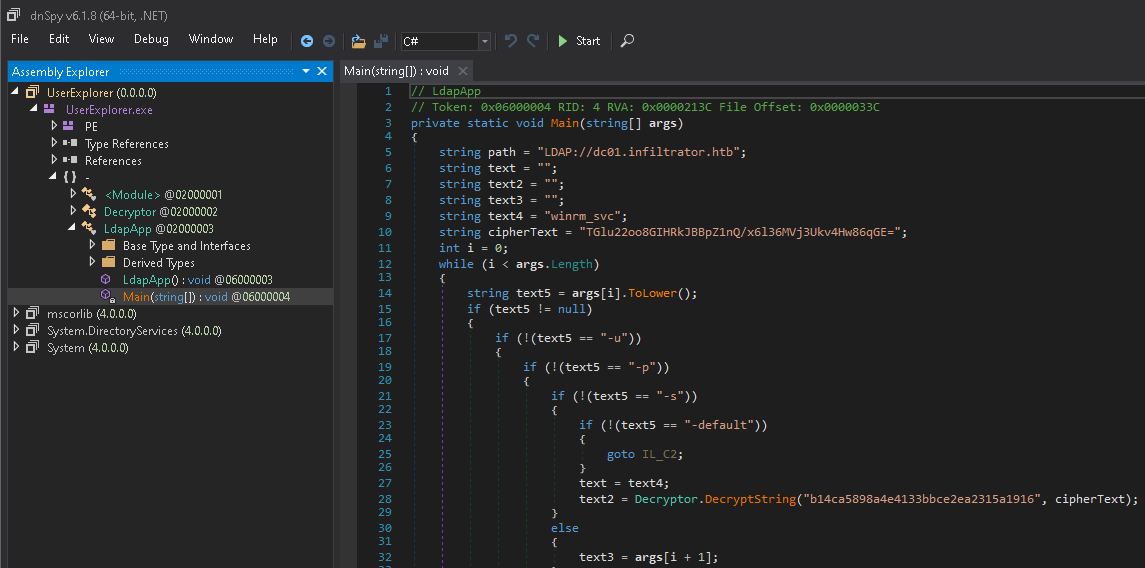 dnSpy v6.1.8 (64-bit, .NET)
File Edit View Debug Window Help C# Start
Assembly Explorer
UserExplorer (0.0.0.0)
UserExplorer.exe
PE
Type References
References
{ } -
<Module> @02000001
Decryptor @02000002
LdapApp @02000003
Base Type and Interfaces
Derived Types
LdapApp() : void @06000003
Main(string[]) : void @06000004
mscorlib (4.0.0.0)
System.DirectoryServices (4.0.0.0)
System (4.0.0.0)
Main(string[]) : void
1 // LdapApp
2 // Token: 0x06000004 RID: 4 RVA: 0x0000213C File Offset: 0x0000033C
3 private static void Main(string[] args)
4 {
5 string path = "LDAP://dc01.infiltrator.htb";
6 string text = "";
7 string text2 = "";
8 string text3 = "";
9 string text4 = "winrm_svc";
10 string cipherText = "TGlu22oo8GIHRkJBBpZ1nQ/x6l36MVj3Ukv4Hw86qGE=";
11 int i = 0;
12 while (i < args.Length)
13 {
14 string text5 = args[i].ToLower();
15 if (text5 != null)
16 {
17 if (!(text5 == "-u"))
18 {
19 if (!(text5 == "-p"))
20 {
21 if (!(text5 == "-s"))
22 {
23 if (!(text5 == "-default"))
24 {
25 goto IL_C2;
26 }
27 text = text4;
28 text2 = Decryptor.DecryptString("b14ca5898a4e4133bbce2ea2315a1916", cipherText);
29 }
30 else
31 {
32 text3 = args[i + 1];